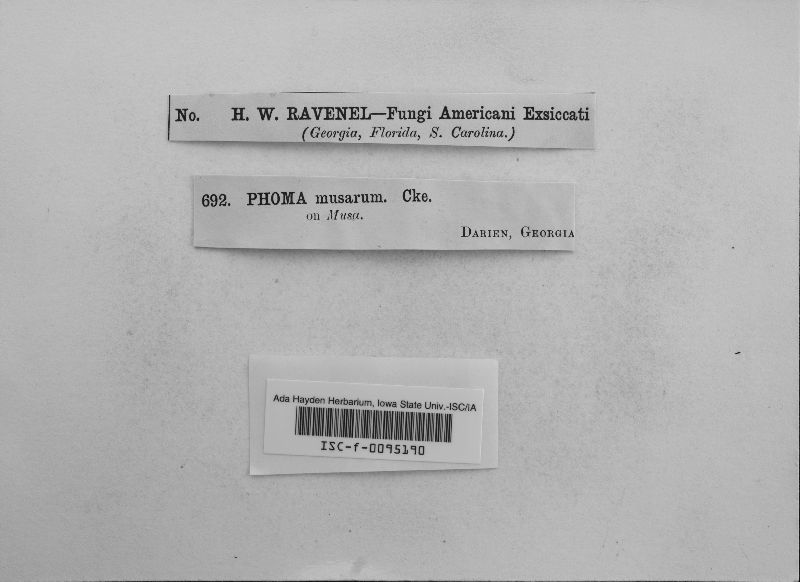 No. H. W. RAVENEL—Fungi Americani Exsiccati
(Georgia, Florida, S. Carolina.)
692. PHOMA musarum. Cke.
on Musa.
DARIEN, GEORGIA
Ada Hayden Herbarium, Iowa State Univ.-ISC/IA
ISC-f-0095190